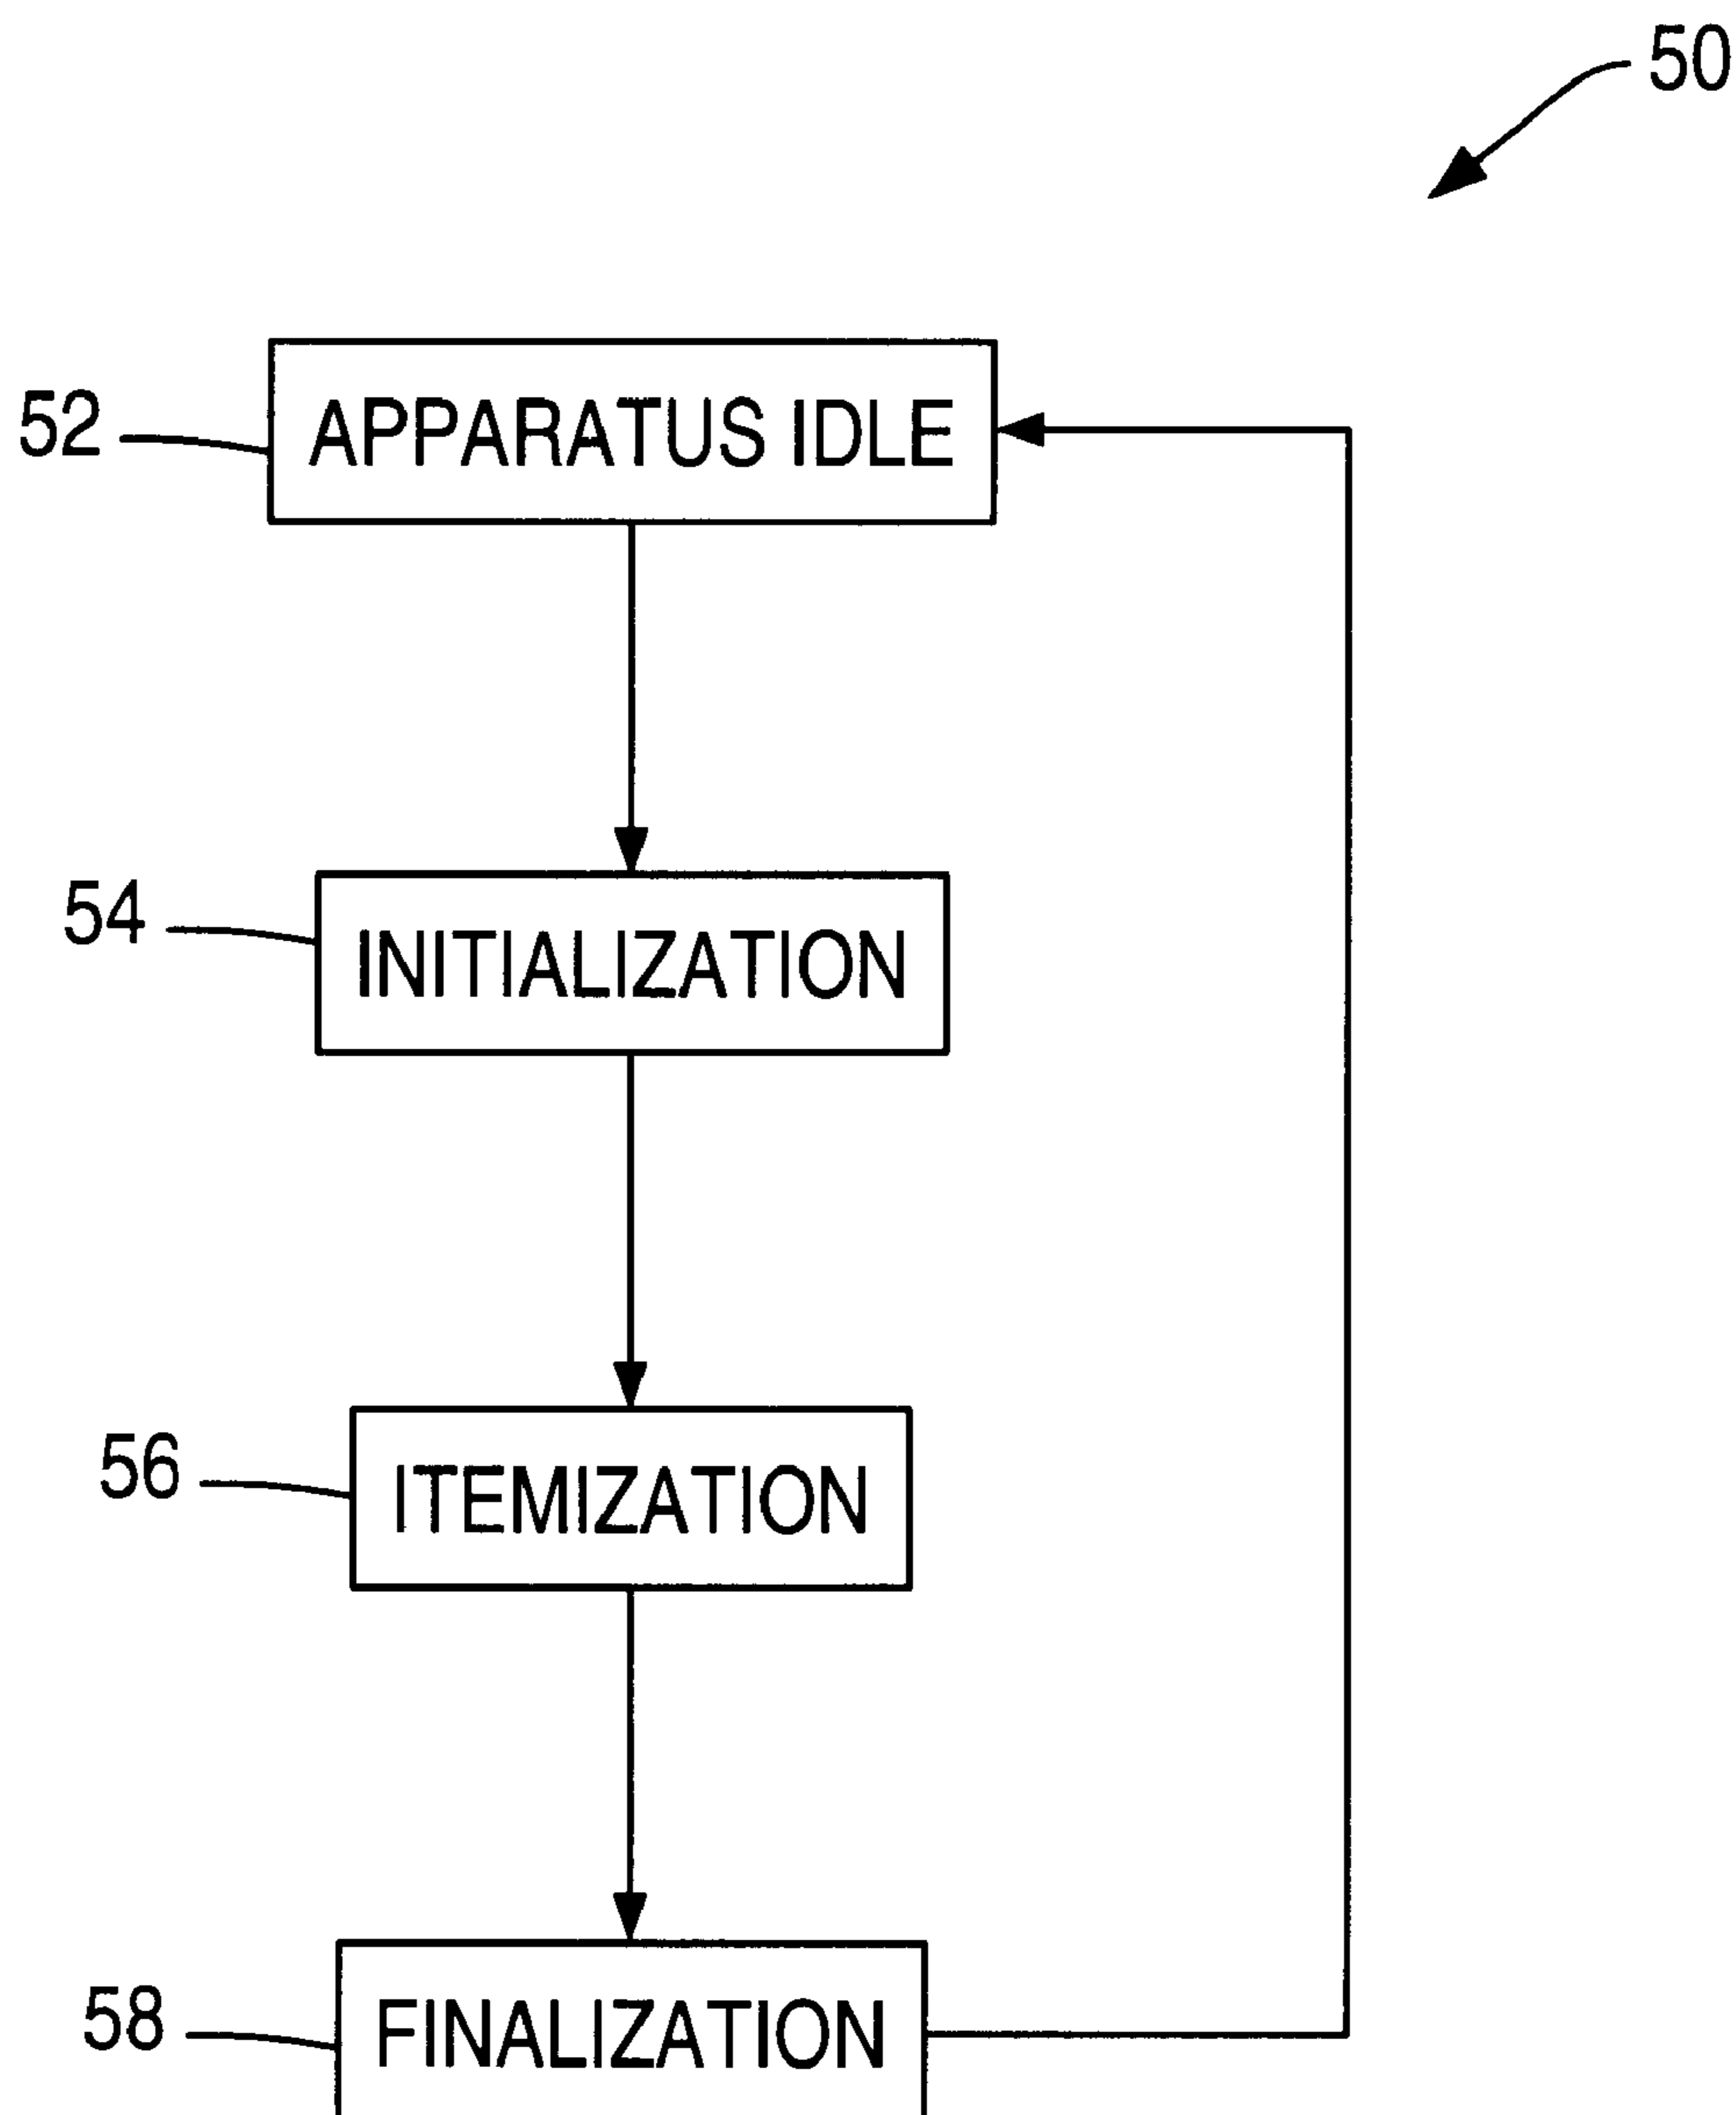 50
52
APPARATUS IDLE
54
INITIALIZATION
56
ITEMIZATION
58
FINALIZATION